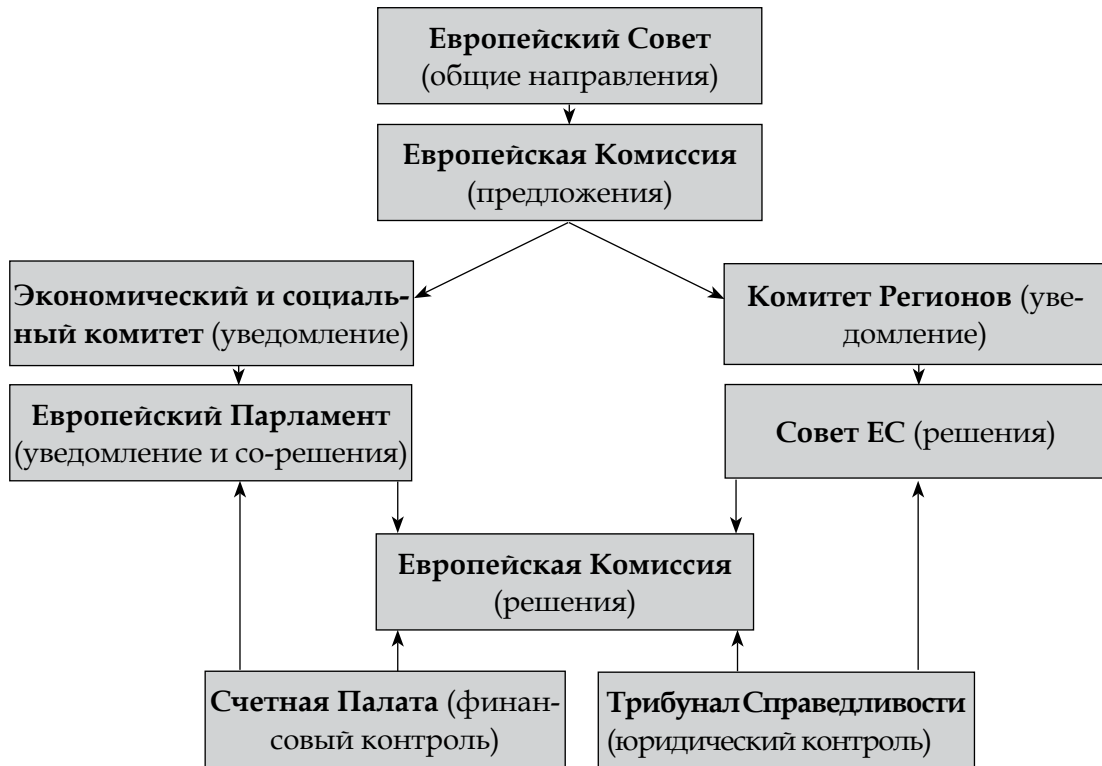 Европейский Совет
(общие направления)
Европейская Комиссия
(предложения)
Экономический и социаль-
ный комитет (уведомление)
Комитет Регионов (уве-
домление)
Европейский Парламент
(уведомление и со-решения)
Совет ЕС (решения)
Европейская Комиссия
(решения)
Счетная Палата (финан-
совый контроль)
Трибунал Справедливости
(юридический контроль)